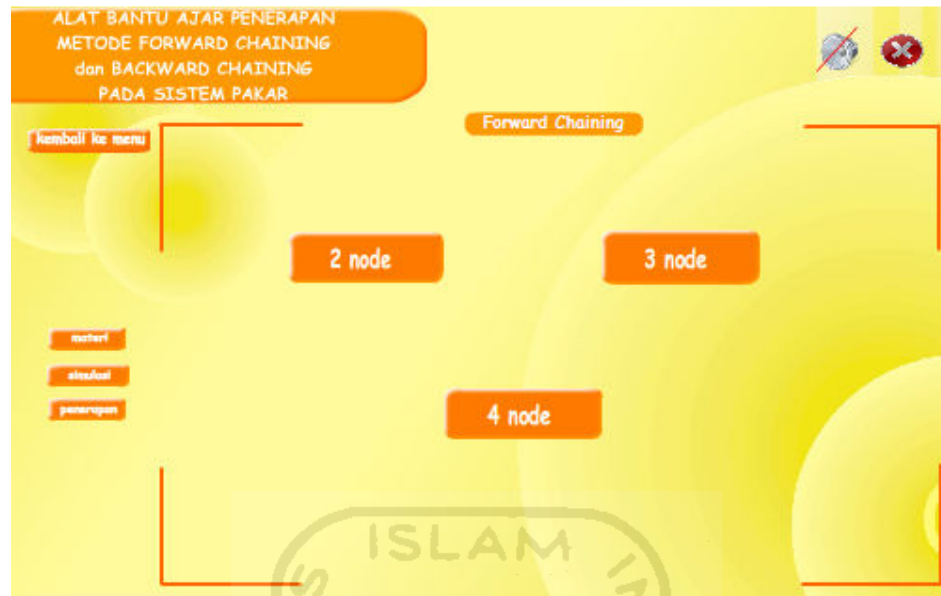 ALAT BANTU AJAR PENERAPAN
METODE FORWARD CHAINING
dan BACKWARD CHAINING
PADA SISTEM PAKAR
kembali ke menu
Forward Chaining
2 node
3 node
materi
simulasi
penerapan
4 node
ISLAM